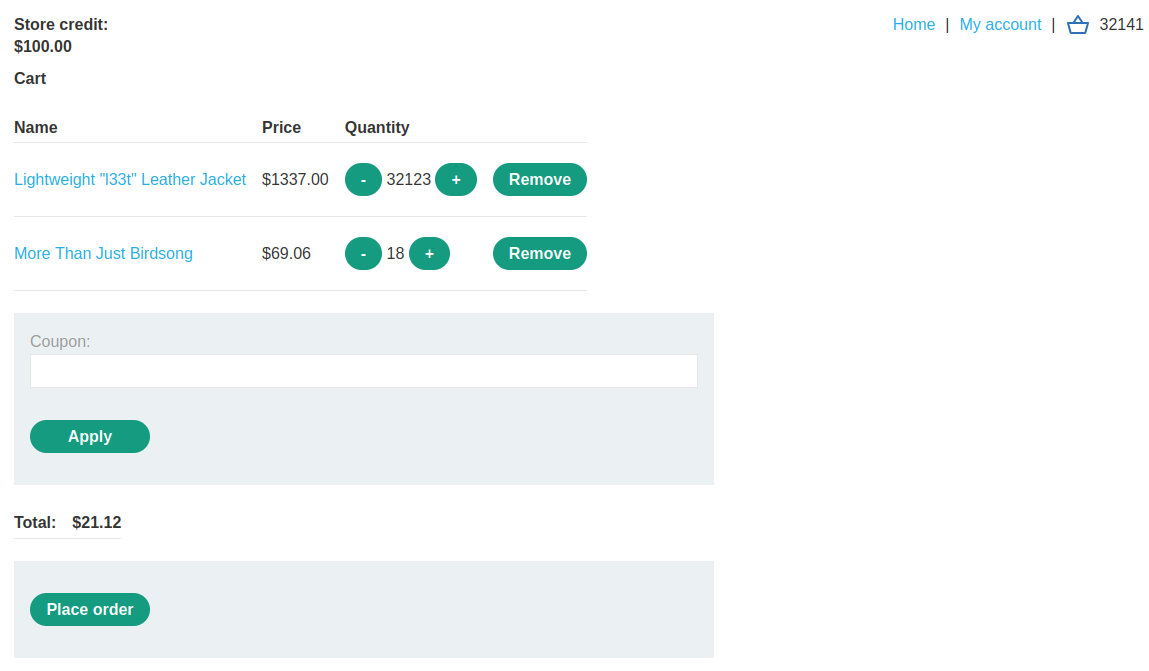 Store credit:
$100.00
Home | My account | 32141
Cart
Name Price Quantity
Lightweight "l33t" Leather Jacket $1337.00 - 32123 + Remove
More Than Just Birdsong $69.06 - 18 + Remove
Coupon:
Apply
Total: $21.12
Place order